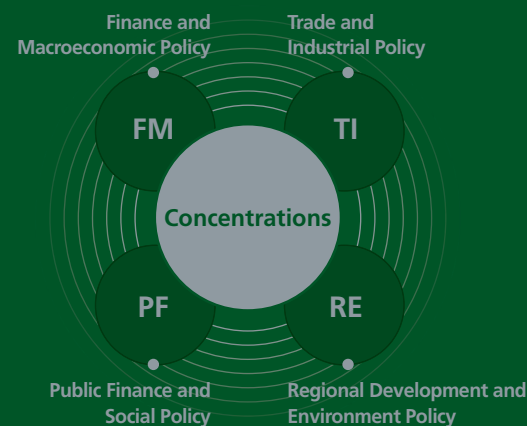 Finance and
Macroeconomic Policy
Trade and
Industrial Policy
FM
TI
Concentrations
PF
RE
Public Finance and
Social Policy
Regional Development and
Environment Policy